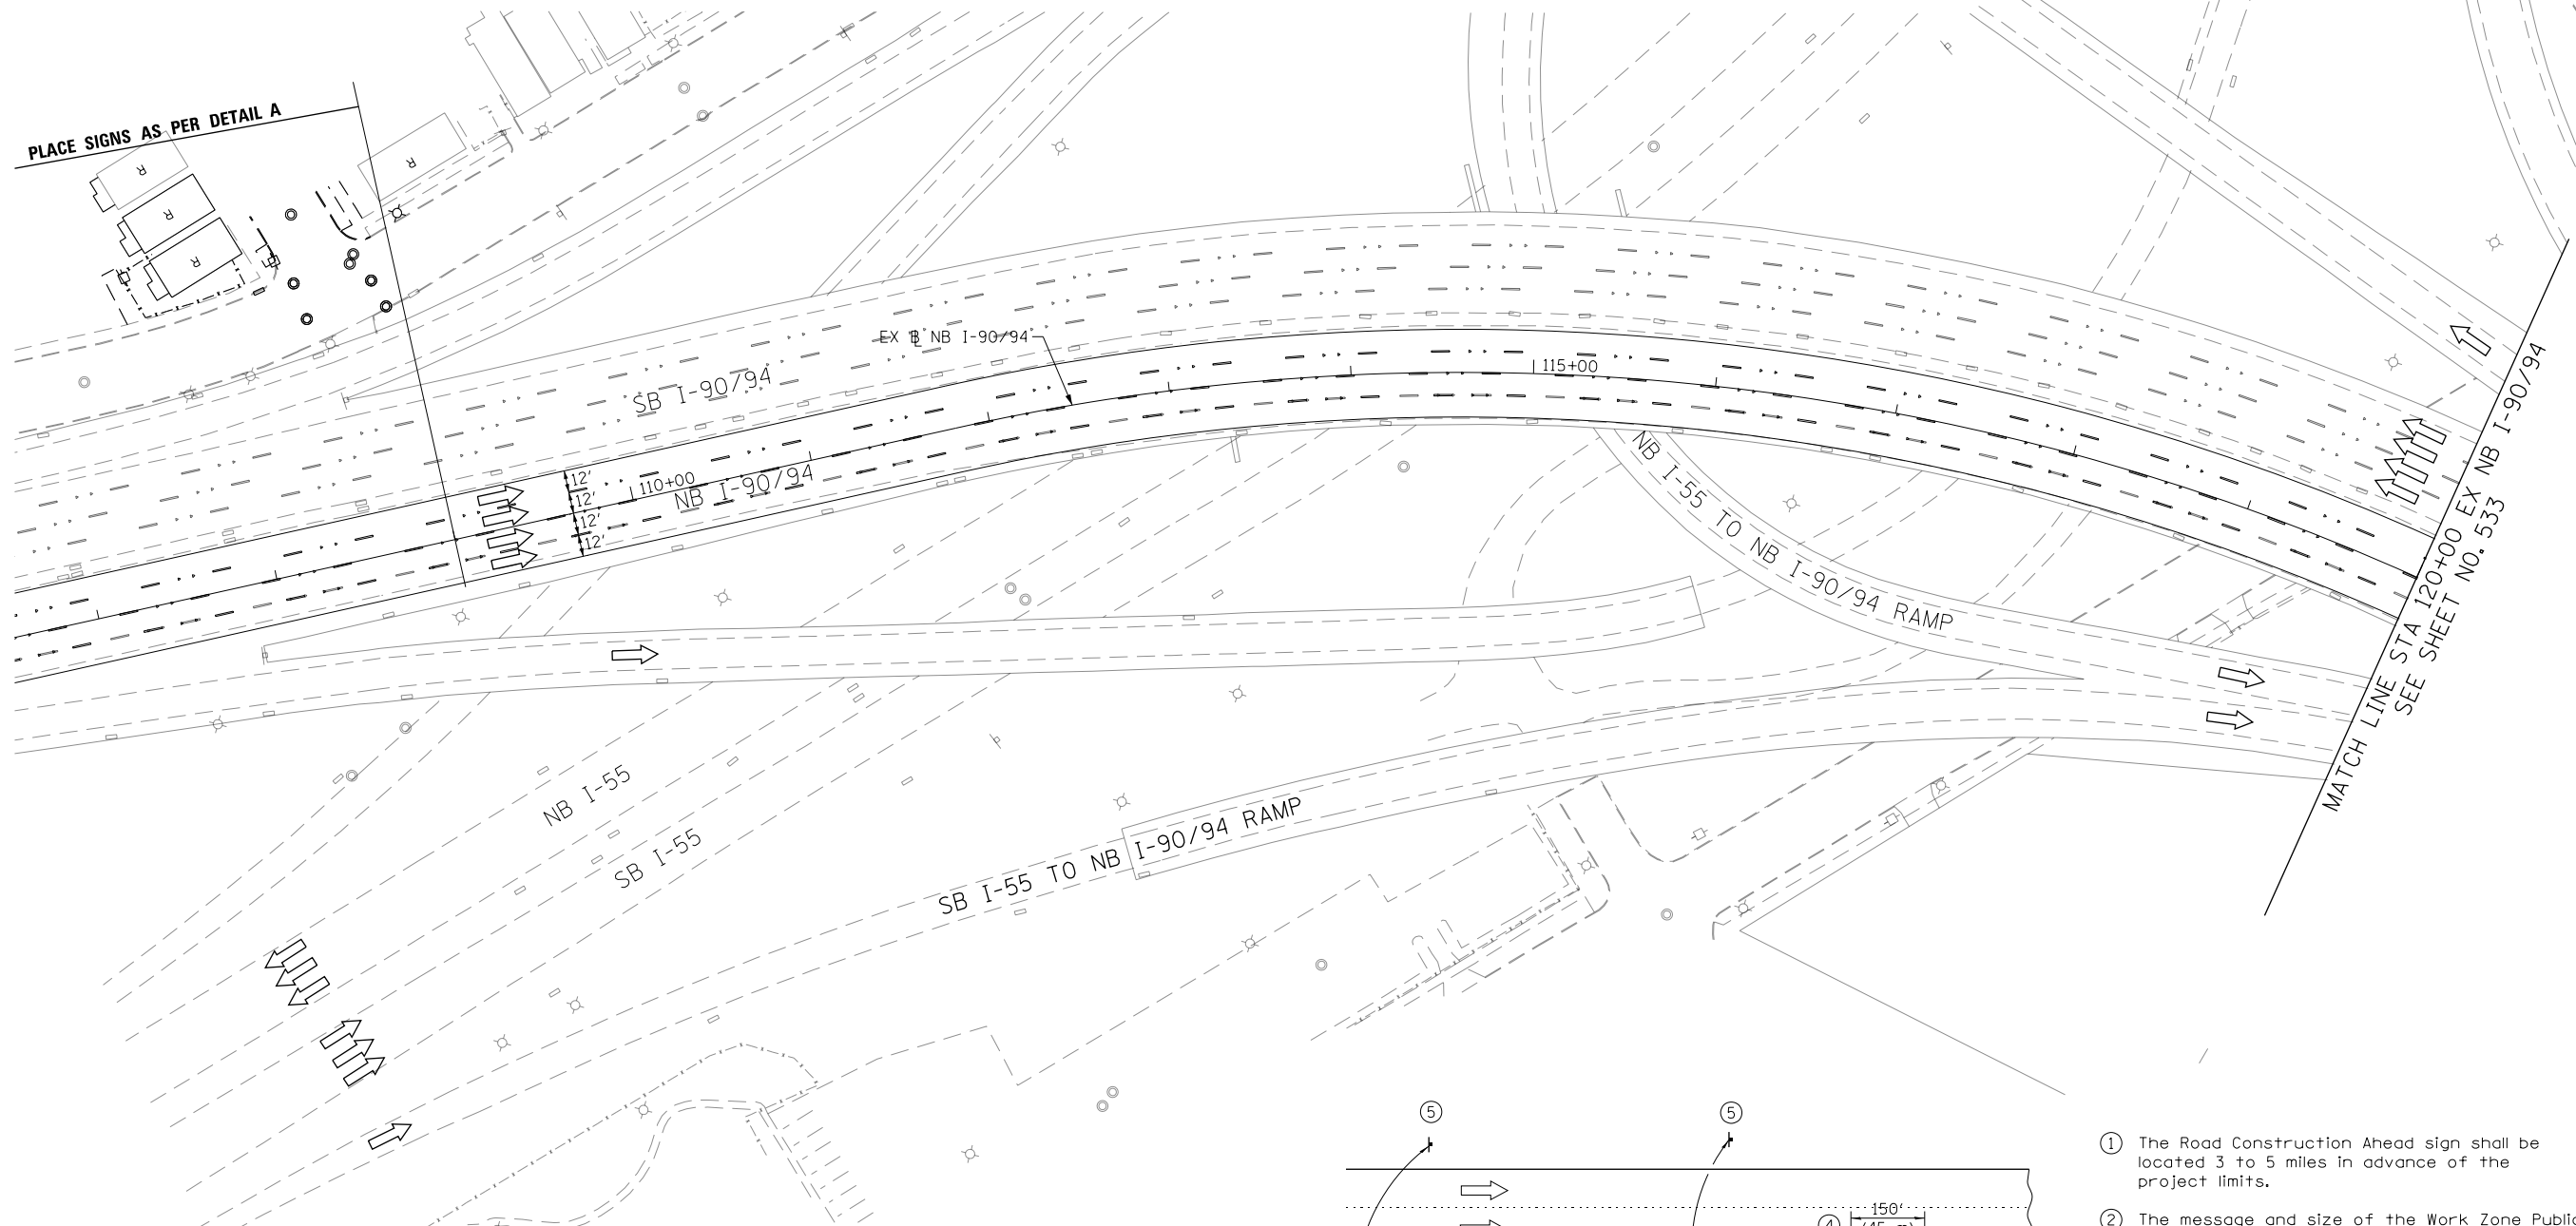 PLACE SIGNS AS PER DETAIL A
R
R
R
R
EX ℄ NB I-90/94
SB I-90/94
115+00
12'
12'
12'
12'
110+00
NB I-90/94
NB I-55 TO NB I-90/94 RAMP
MATCH LINE STA 120+00 EX NB I-90/94
SEE SHEET NO. 533
NB I-55
SB I-55
SB I-55 TO NB I-90/94 RAMP
5
5
150'
4
(45 m)
1 The Road Construction Ahead sign shall be
located 3 to 5 miles in advance of the
project limits.
2 The message and size of the Work Zone Public